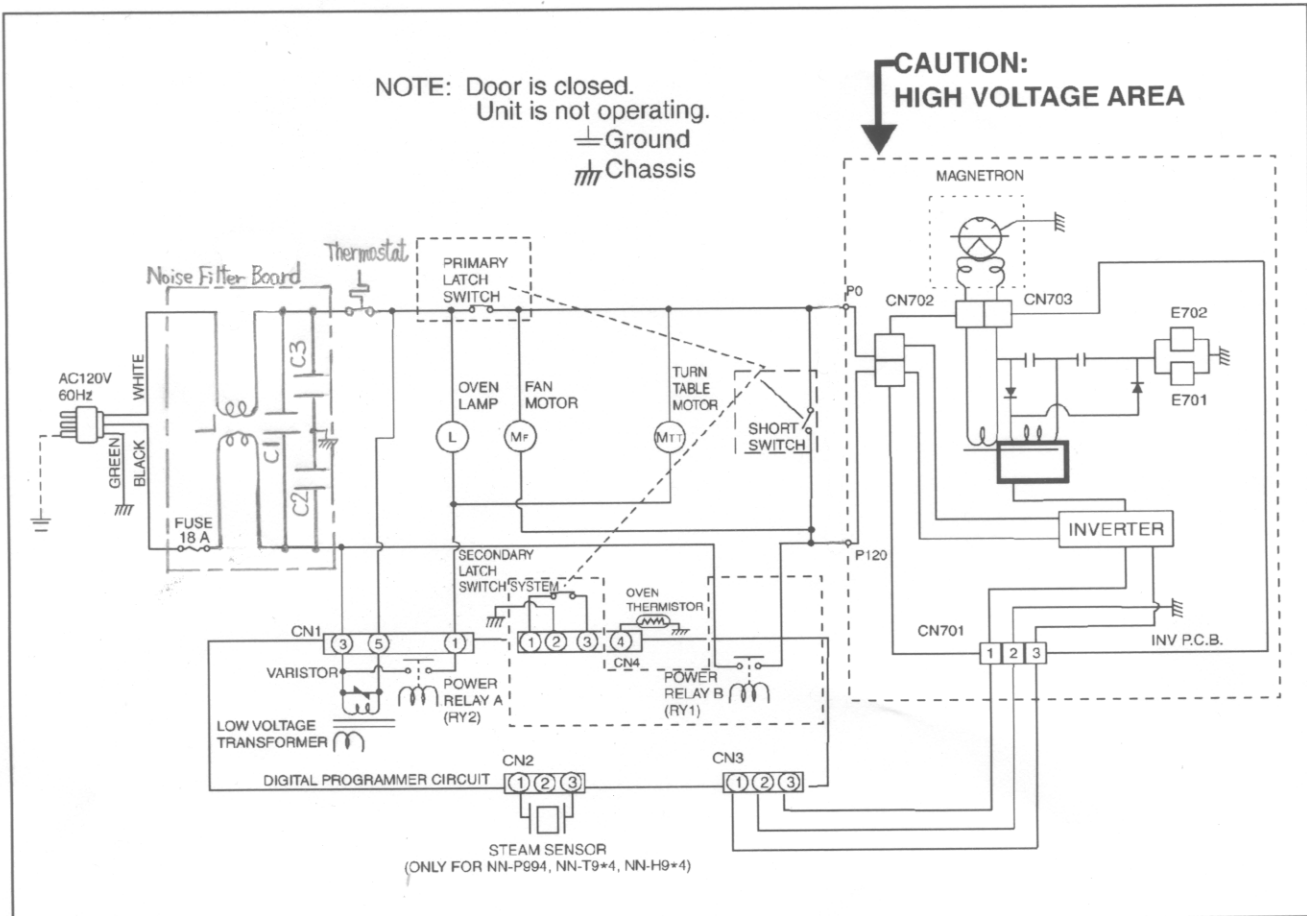 NOTE: Door is closed.
Unit is not operating.
Ground
Chassis
CAUTION:
HIGH VOLTAGE AREA
MAGNETRON
Thermostat
Noise Filter Board
PRIMARY
LATCH
SWITCH
P0
CN702
CN703
E702
E701
AC120V
60Hz
WHITE
GREEN
BLACK
L
C1
C3
C2
FUSE
18 A
OVEN
LAMP
L
FAN
MOTOR
MF
TURN
TABLE
MOTOR
MTT
SHORT
SWITCH
INVERTER
P120
SECONDARY
LATCH
SWITCH SYSTEM
OVEN
THERMISTOR
CN1
3 5 1
1 2 3
4
CN4
CN701
1 2 3
INV P.C.B.
VARISTOR
POWER
RELAY A
(RY2)
POWER
RELAY B
(RY1)
LOW VOLTAGE
TRANSFORMER
DIGITAL PROGRAMMER CIRCUIT
CN2
1 2 3
CN3
1 2 3
STEAM SENSOR
(ONLY FOR NN-P994, NN-T9*4, NN-H9*4)